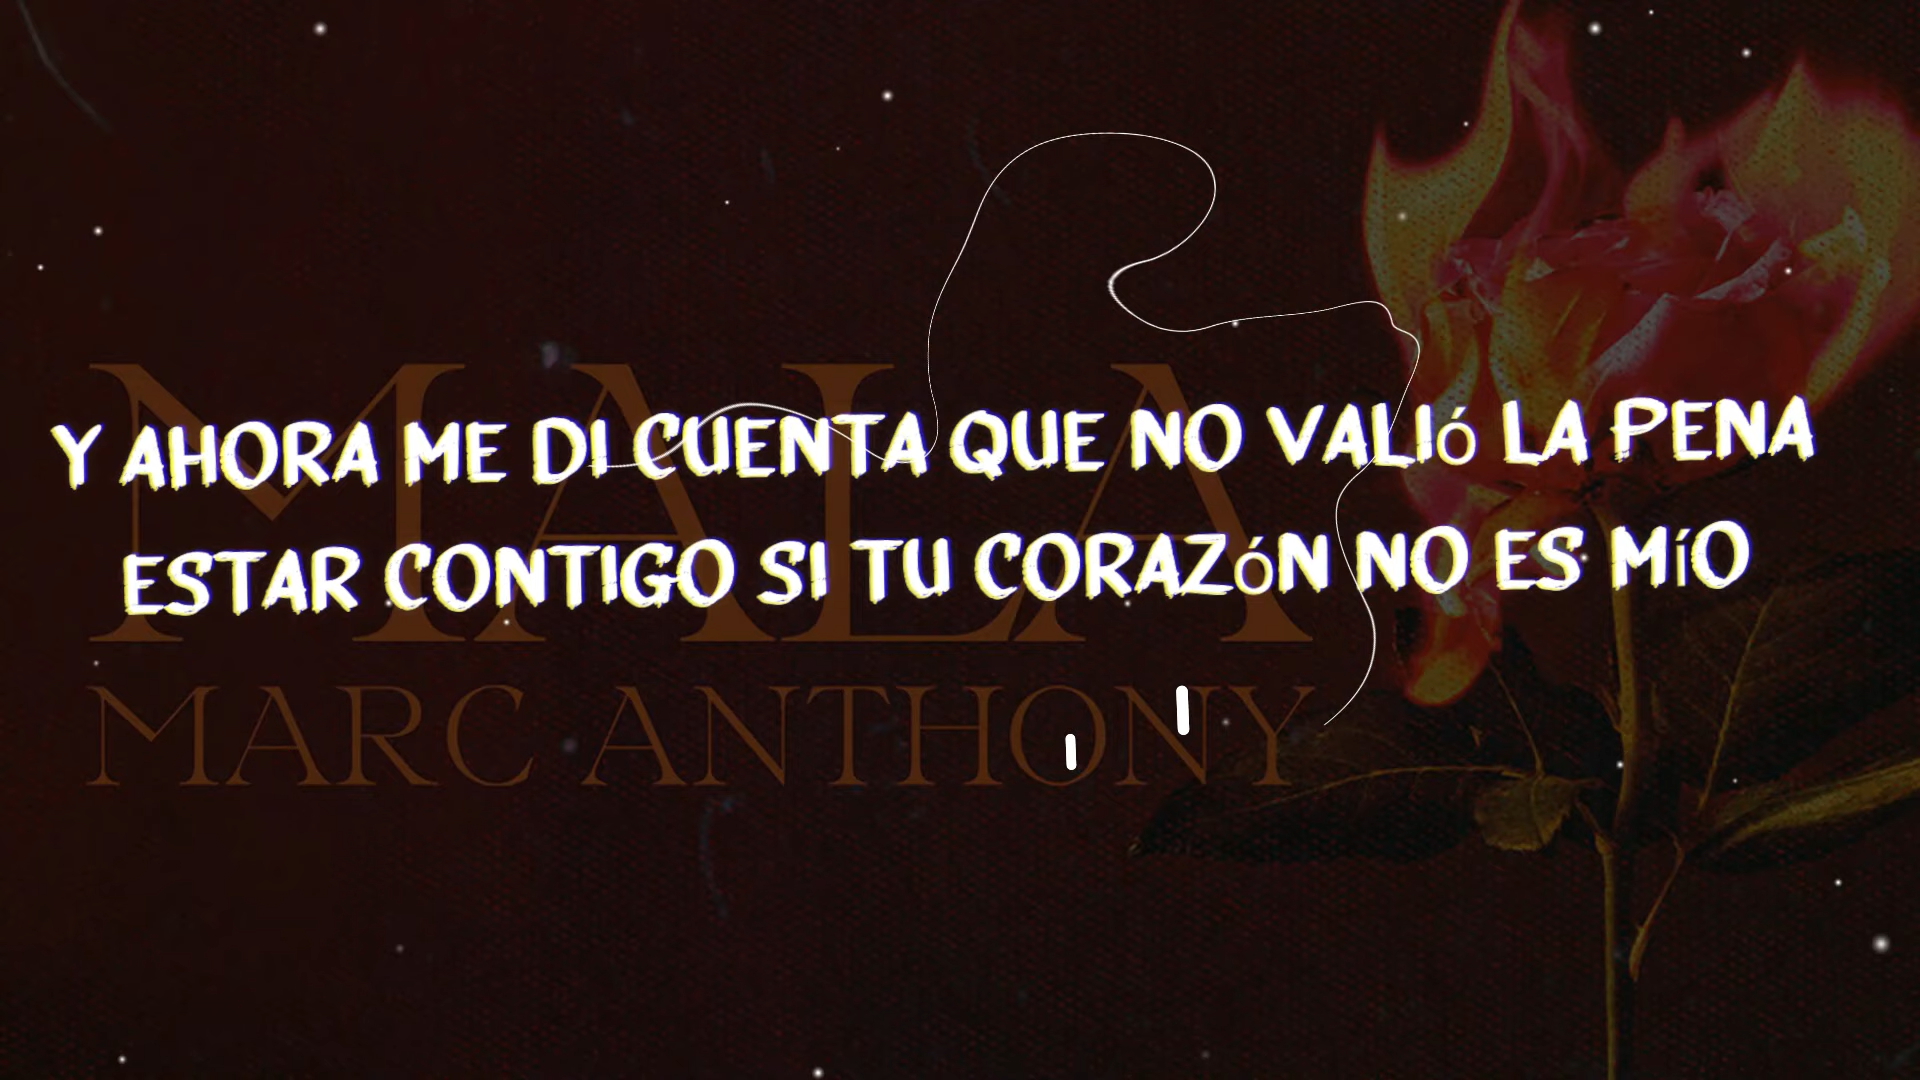 Y AHORA ME DI CUENTA QUE NO VALIÓ LA PENA
ESTAR CONTIGO SI TU CORAZÓN NO ES MÍO
MALA
MARC ANTHONY